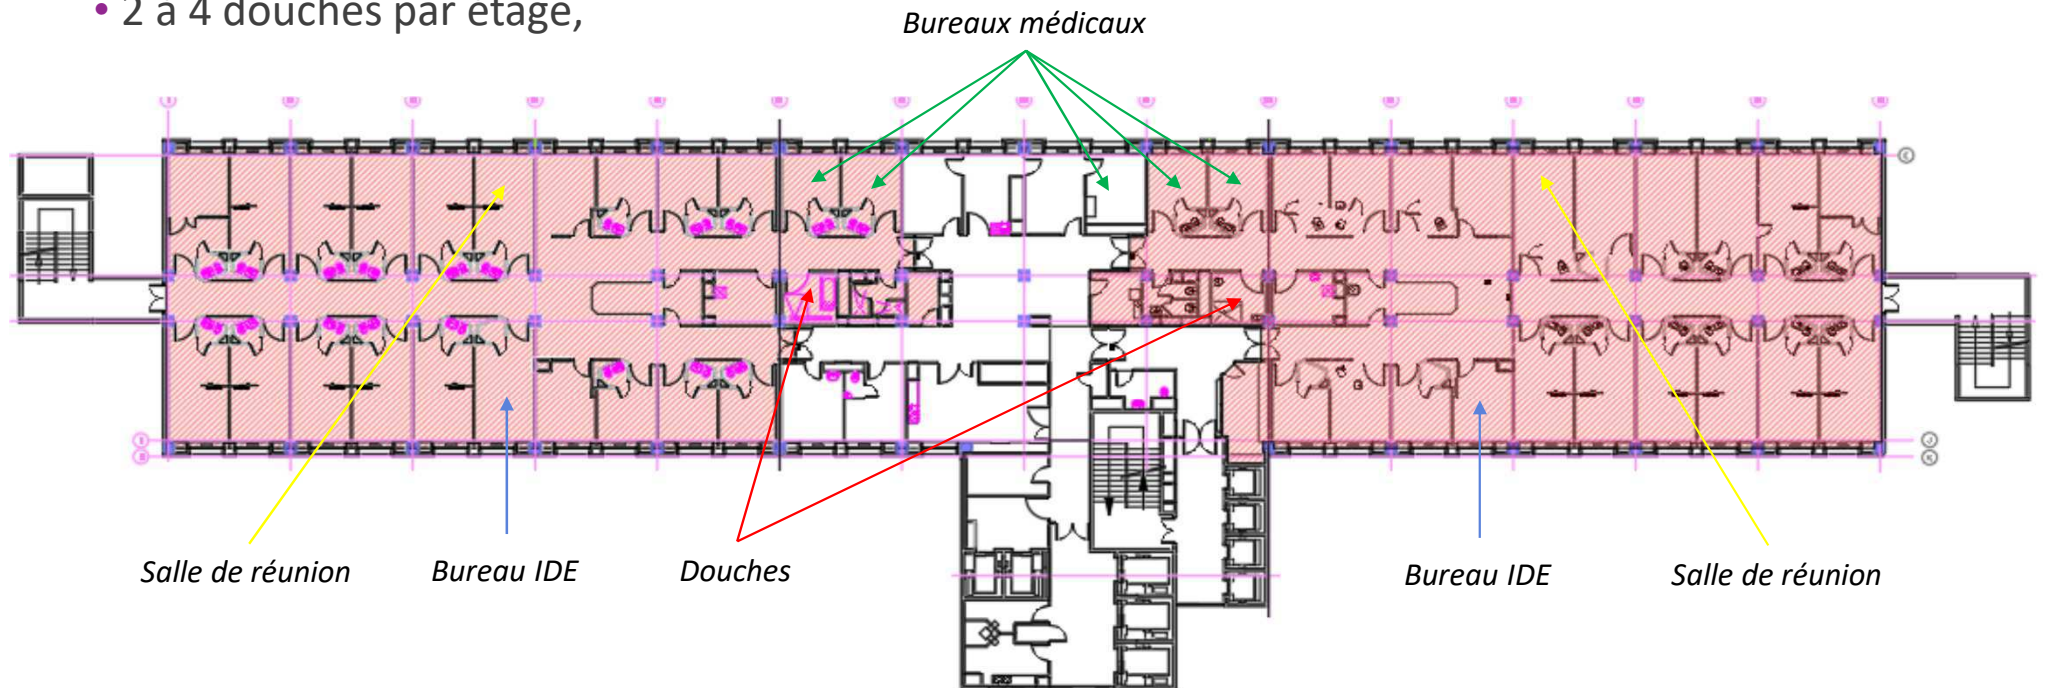 • 2 à 4 douches par étage,
Bureaux médicaux
Salle de réunion
Bureau IDE
Douches
Bureau IDE
Salle de réunion